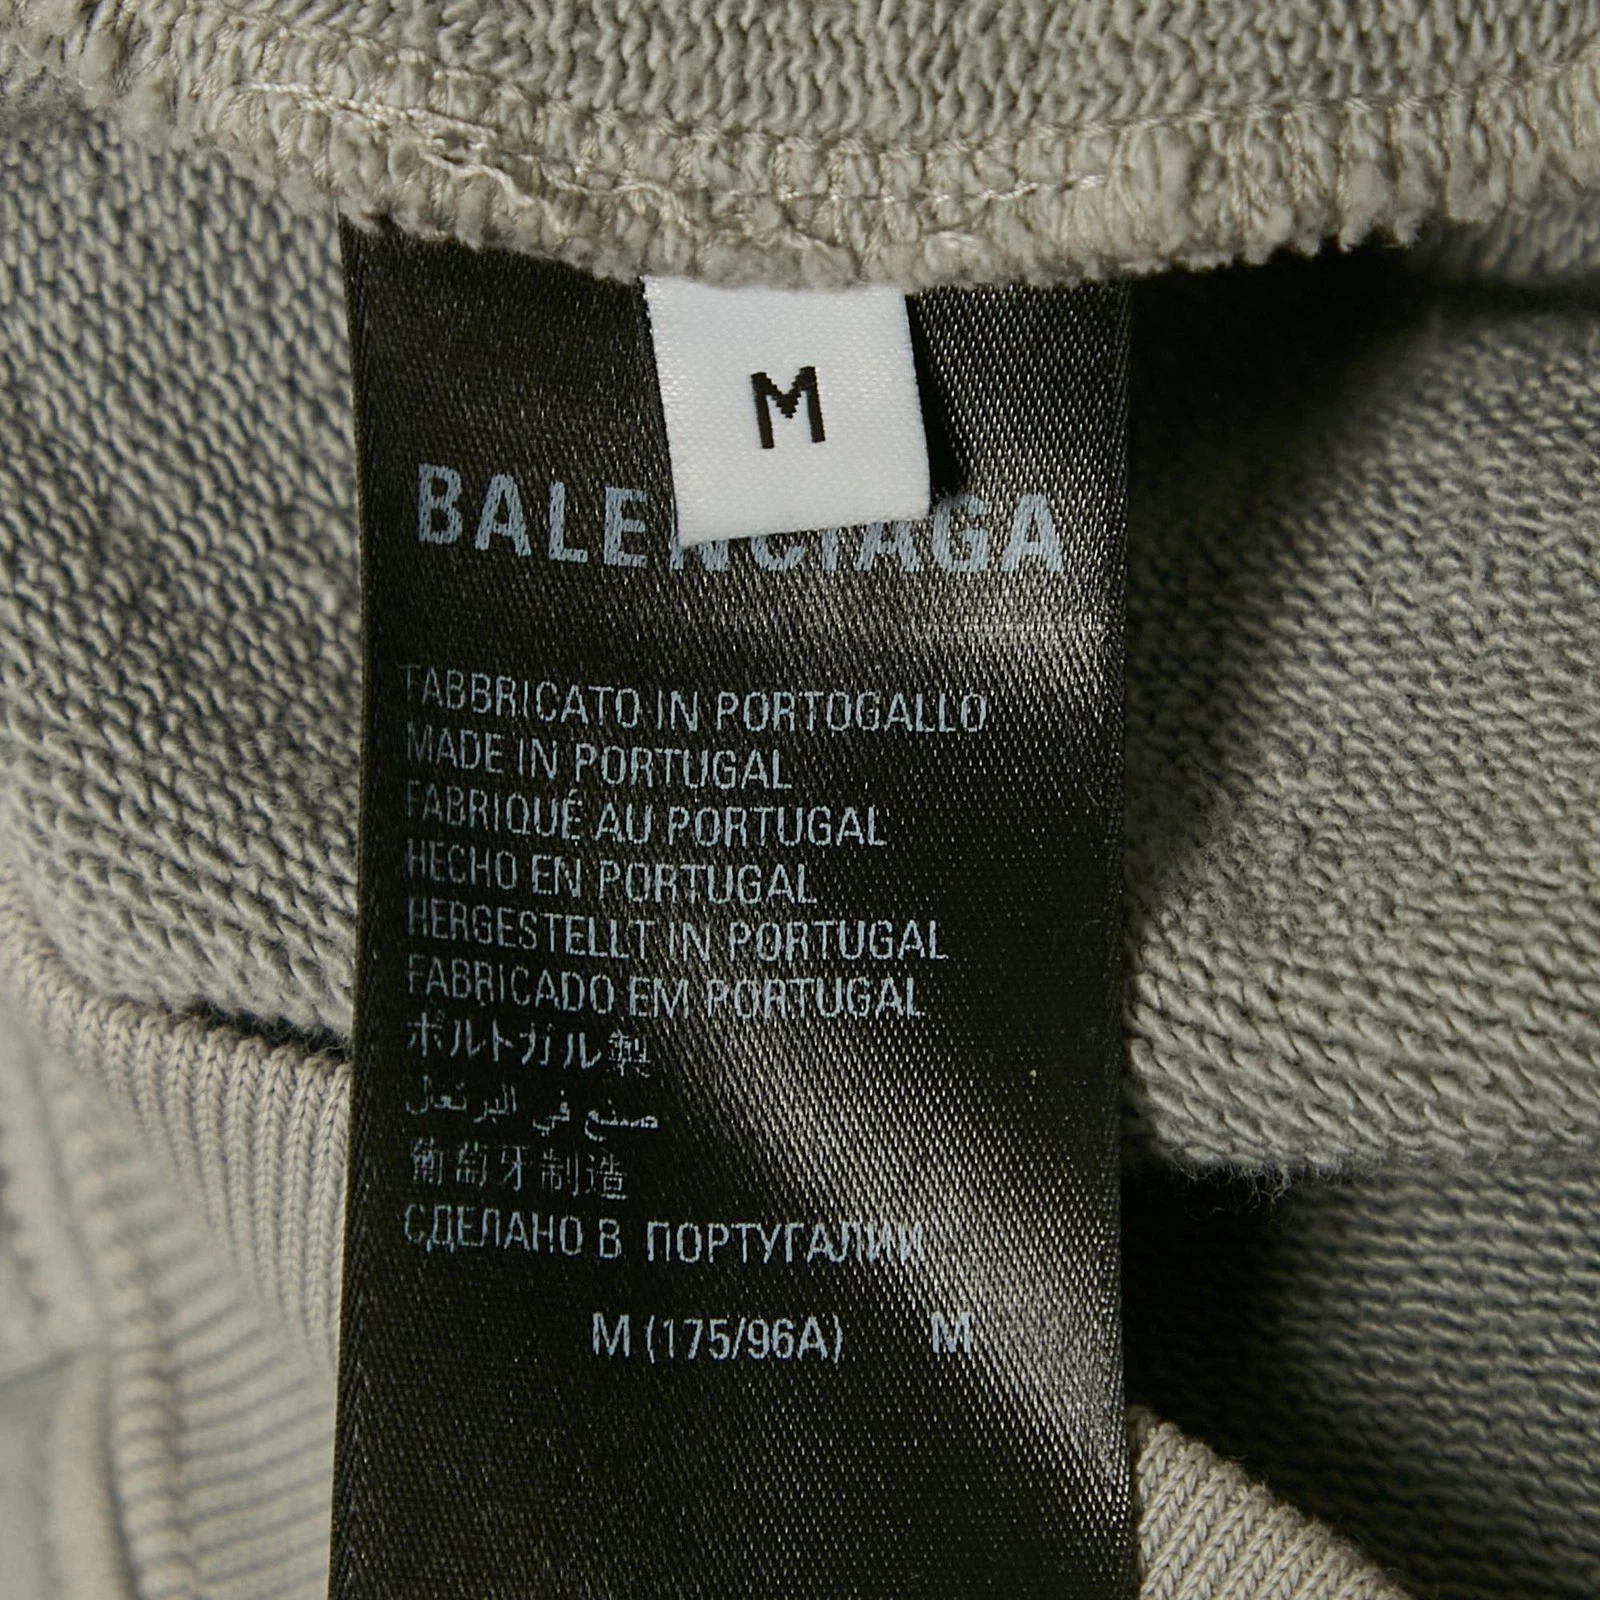 M
BALENCIAGA
FABBRICATO IN PORTOGALLO
MADE IN PORTUGAL
FABRIQUÉ AU PORTUGAL
HECHO EN PORTUGAL
HERGESTELLT IN PORTUGAL
FABRICADO EM PORTUGAL
ポルトガル製
صنع في البرتغال
葡萄牙制造
СДЕЛАНО В ПОРТУГАЛИИ
M (175/96A) M